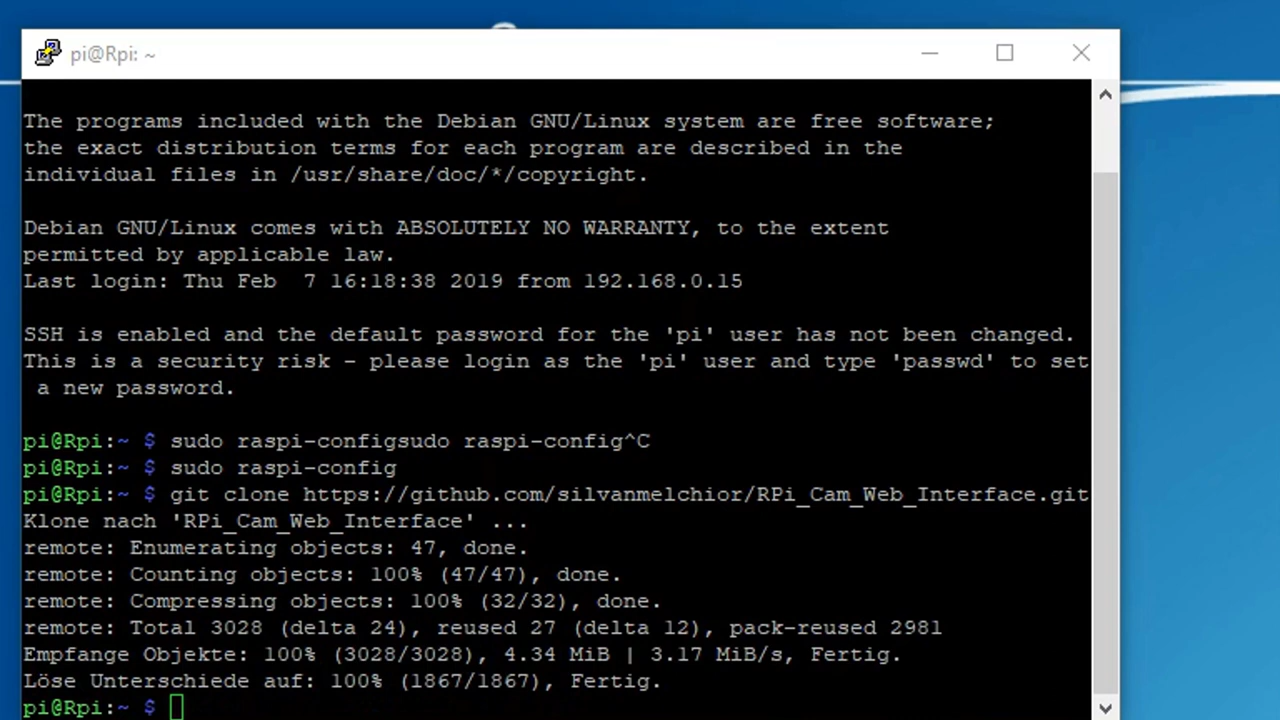 pi@Rpi: ~
The programs included with the Debian GNU/Linux system are free software;
the exact distribution terms for each program are described in the
individual files in /usr/share/doc/*/copyright.
Debian GNU/Linux comes with ABSOLUTELY NO WARRANTY, to the extent
permitted by applicable law.
Last login: Thu Feb  7 16:18:38 2019 from 192.168.0.15
SSH is enabled and the default password for the 'pi' user has not been changed.
This is a security risk - please login as the 'pi' user and type 'passwd' to set
 a new password.
pi@Rpi:~ $ sudo raspi-configsudo raspi-config^C
pi@Rpi:~ $ sudo raspi-config
pi@Rpi:~ $ git clone https://github.com/silvanmelchior/RPi_Cam_Web_Interface.git
Klone nach 'RPi_Cam_Web_Interface' ...
remote: Enumerating objects: 47, done.
remote: Counting objects: 100% (47/47), done.
remote: Compressing objects: 100% (32/32), done.
remote: Total 3028 (delta 24), reused 27 (delta 12), pack-reused 2981
Empfange Objekte: 100% (3028/3028), 4.34 MiB | 3.17 MiB/s, Fertig.
Löse Unterschiede auf: 100% (1867/1867), Fertig.
pi@Rpi:~ $